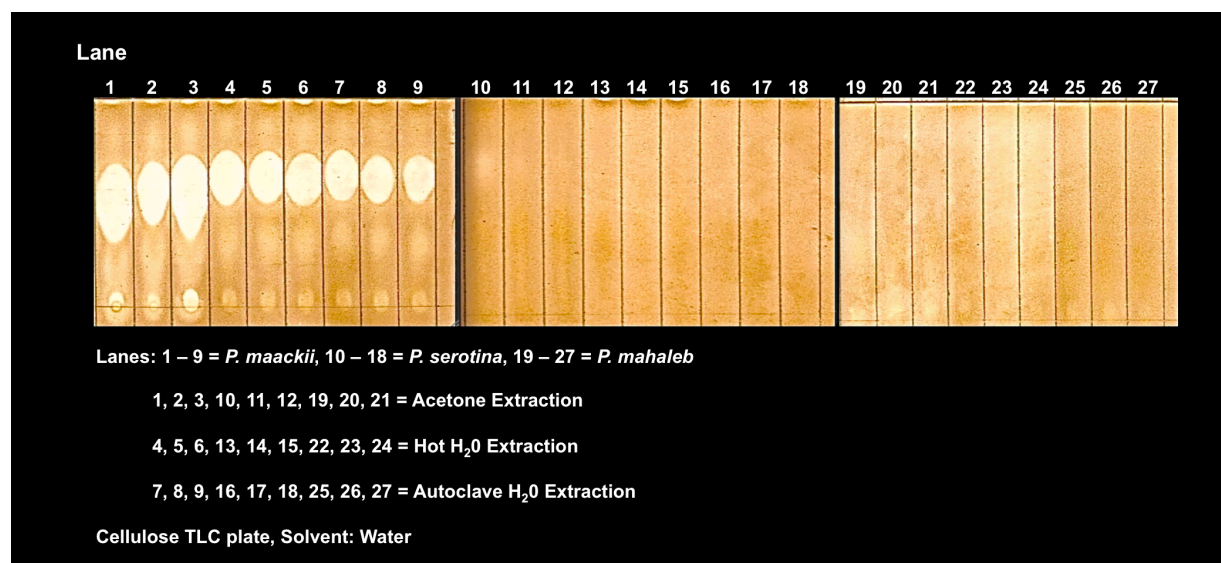 Lane
1 2 3 4 5 6 7 8 9 10 11 12 13 14 15 16 17 18 19 20 21 22 23 24 25 26 27
Lanes: 1 – 9 = P. maackii, 10 – 18 = P. serotina, 19 – 27 = P. mahaleb
1, 2, 3, 10, 11, 12, 19, 20, 21 = Acetone Extraction
4, 5, 6, 13, 14, 15, 22, 23, 24 = Hot H₂0 Extraction
7, 8, 9, 16, 17, 18, 25, 26, 27 = Autoclave H₂0 Extraction
Cellulose TLC plate, Solvent: Water